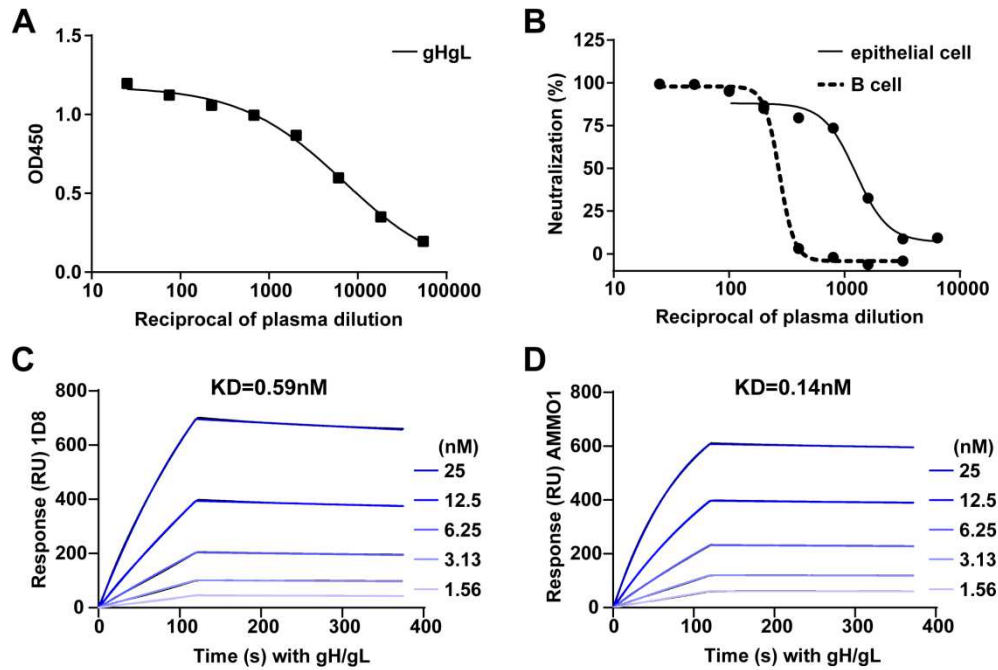 A
gHgL
OD450
1.5
1.0
0.5
0.0
10
100
1000
10000
100000
Reciprocal of plasma dilution
B
epithelial cell
B cell
Neutralization (%)
125
100
75
50
25
0
10
100
1000
10000
Reciprocal of plasma dilution
C
KD=0.59nM
Response (RU) 1D8
800
600
400
200
0
0
100
200
300
400
Time (s) with gH/gL
(nM)
25
12.5
6.25
3.13
1.56
D
KD=0.14nM
Response (RU) AMMO1
800
600
400
200
0
0
100
200
300
400
Time (s) with gH/gL
(nM)
25
12.5
6.25
3.13
1.56